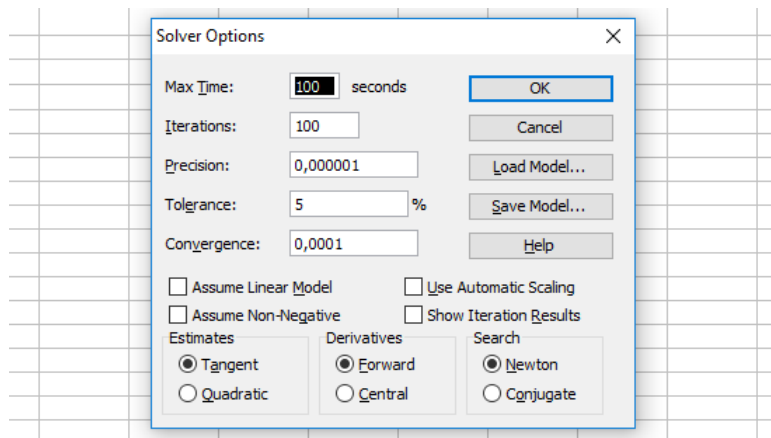 Solver Options
Max Time: 100 seconds OK
Iterations: 100 Cancel
Precision: 0,000001 Load Model...
Tolerance: 5 % Save Model...
Convergence: 0,0001 Help
Assume Linear Model Use Automatic Scaling
Assume Non-Negative Show Iteration Results
Estimates Derivatives Search
Tangent Forward Newton
Quadratic Central Conjugate